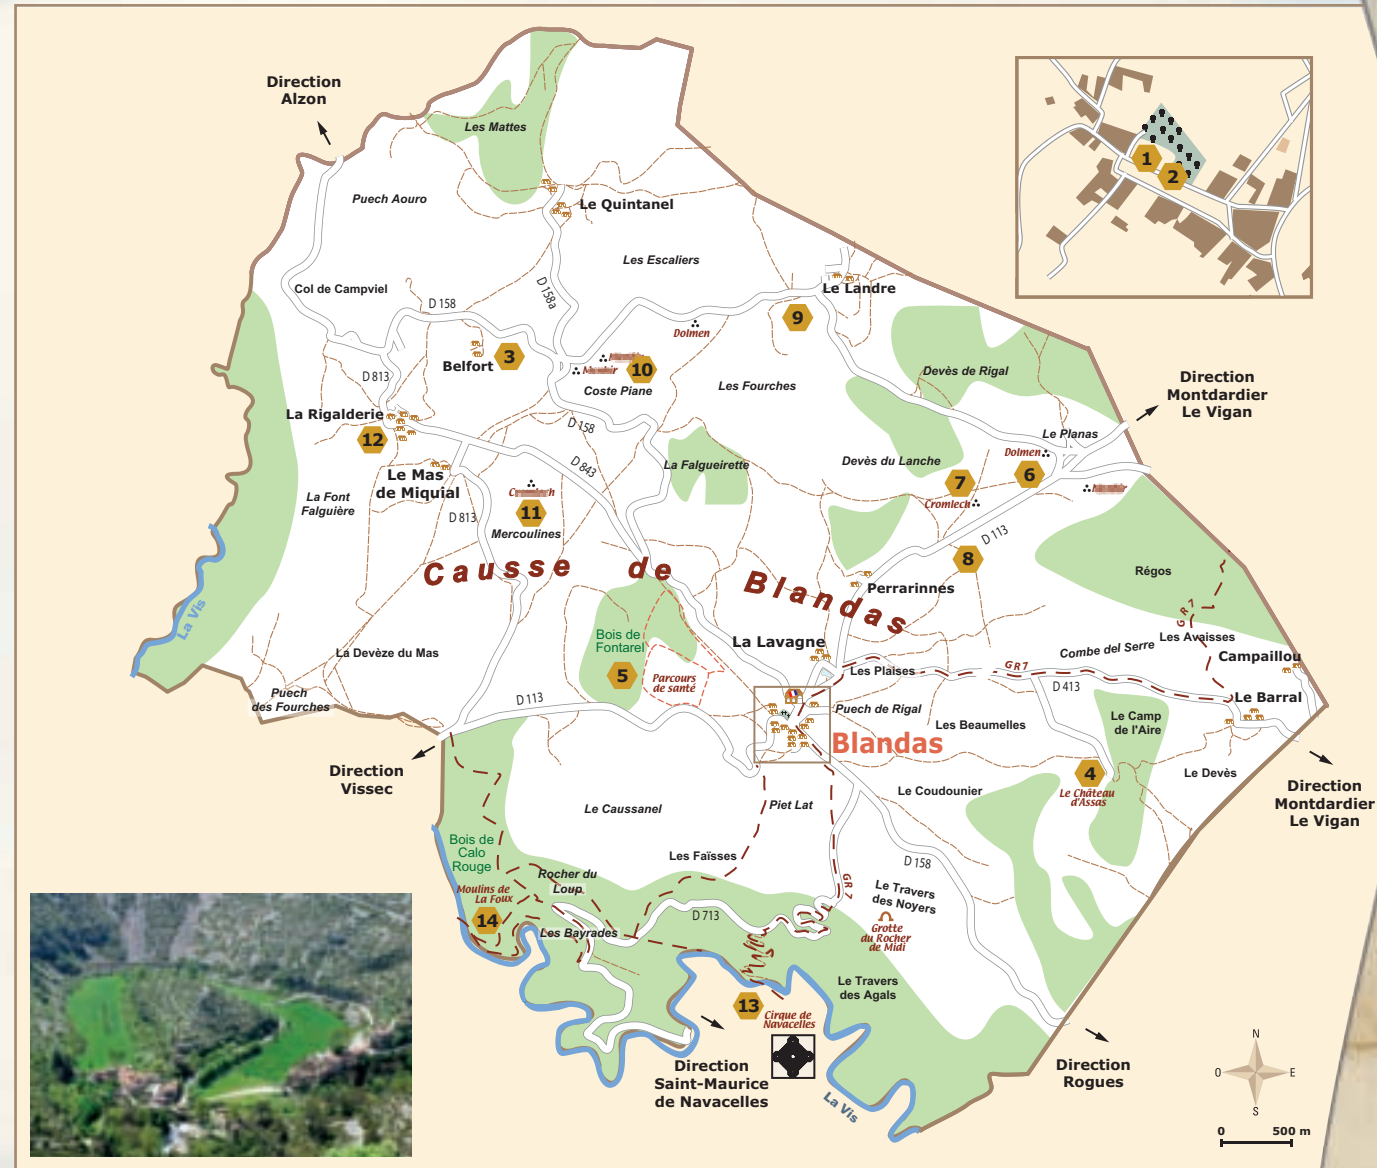 Direction
Alzon
Les Mattes
Puech Aouro
Le Quintanel
Les Escaliers
1
2
Col de Campviel
D 158
D 158a
Le Landre
9
Dolmen
Belfort
3
10
Coste Piane
D 813
Les Fourches
Devès de Rigal
Direction
Montdardier
Le Vigan
La Rigalderie
12
D 158
Le Planas
Dolmen
6
Le Mas
de Miquial
D 843
La Falgueirette
Devès du Lanche
7
Cromlech
La Font
Falguière
D 813
11
Mercoulines
D 113
8
Causse de Blandas
Régos
Perrarinnes
La Vis
GR 7
Bois de
Fontarel
5
La Lavagne
Les Avaisses
Campaillou
La Devèze du Mas
Combe del Serre
Parcours
de santé
Les Plaises
GR7
D 413
Puech
des Fourches
D 113
Puech de Rigal
Le Barral
Les Beaumelles
Le Camp
de l'Aire
Blandas
Direction
Vissec
4
Le Château
d'Assas
Le Devès
Le Coudounier
Direction
Montdardier
Le Vigan
Le Caussanel
Piet Lat
Bois de
Calo
Rouge
Les Faïsses
D 158
Rocher du
Loup
GR 7
Moulins de
La Foux
14
Le Travers
des Noyers
D 713
Les Bayrades
Grotte
du Rocher
de Midi
Le Travers
des Agals
13
Cirque de
Navacelles
Direction
Saint-Maurice
de Navacelles
La Vis
Direction
Rogues
N
O
E
S
0 500 m